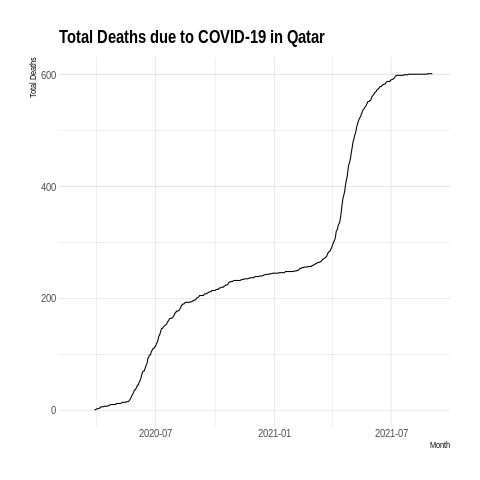 Total Deaths due to COVID-19 in Qatar
Total Deaths
600
400
200
0
2020-07
2021-01
2021-07
Month